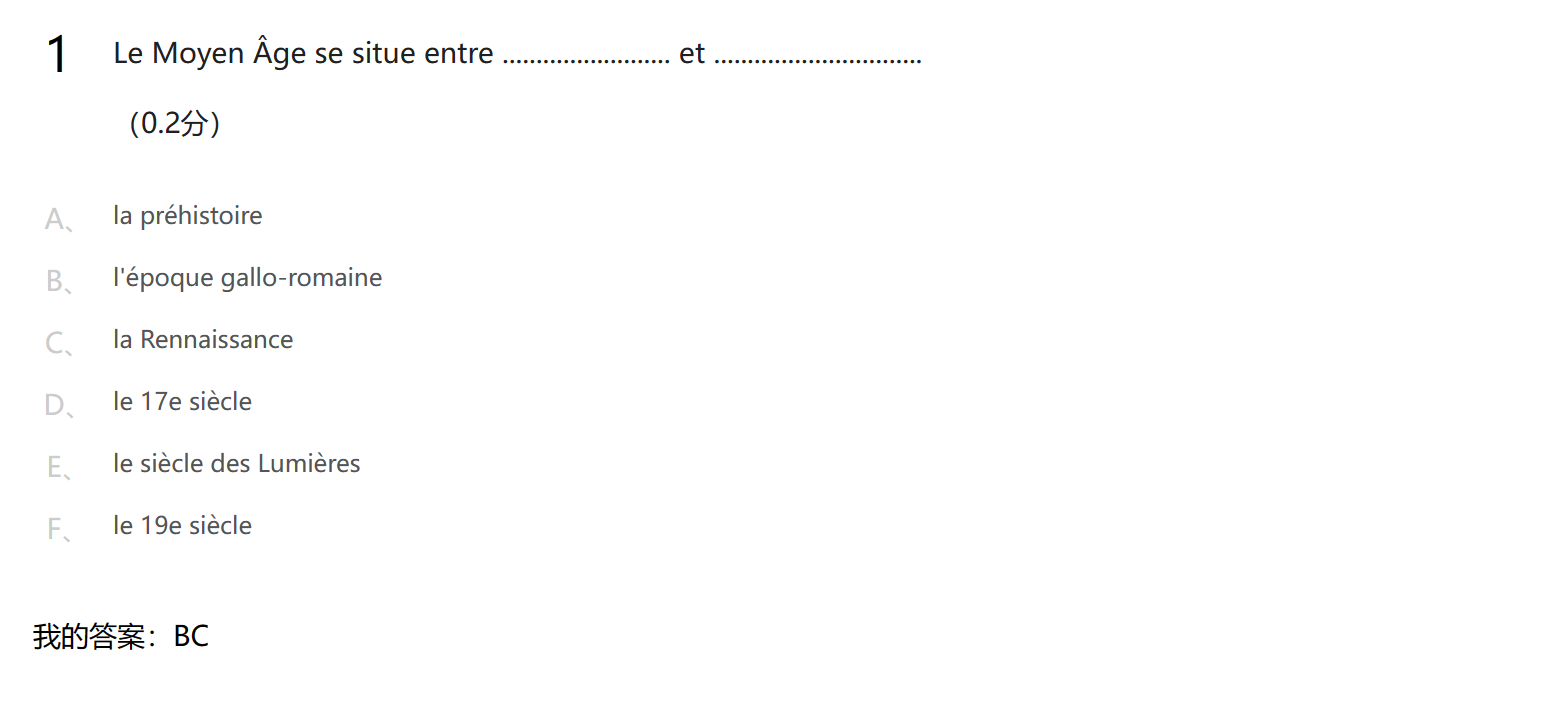 1 Le Moyen Âge se situe entre ......................... et ...............................
（0.2分）
A、 la préhistoire
B、 l'époque gallo-romaine
C、 la Rennaissance
D、 le 17e siècle
E、 le siècle des Lumières
F、 le 19e siècle
我的答案：BC